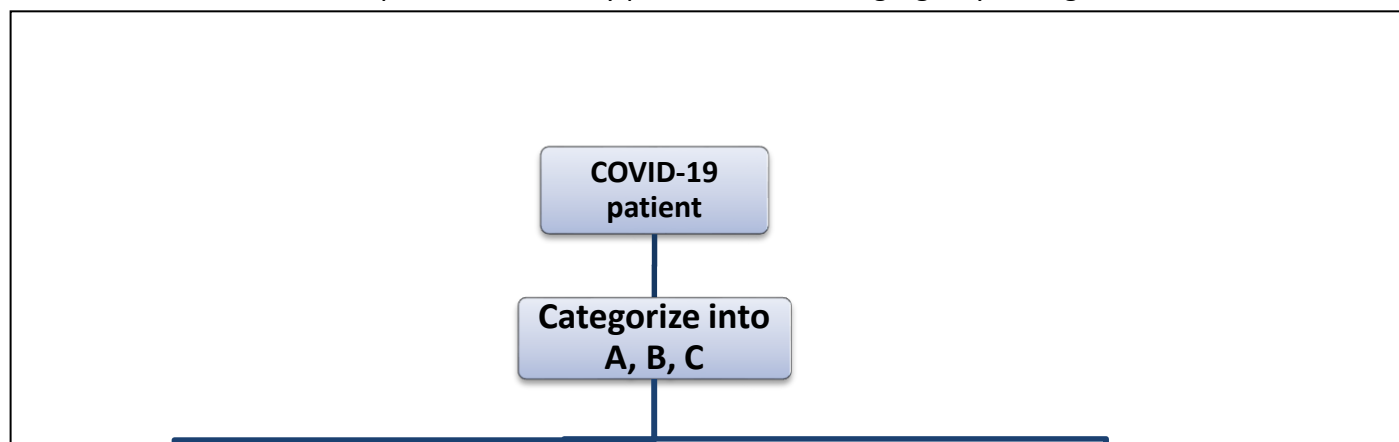 COVID-19
patient
Categorize into
A, B, C